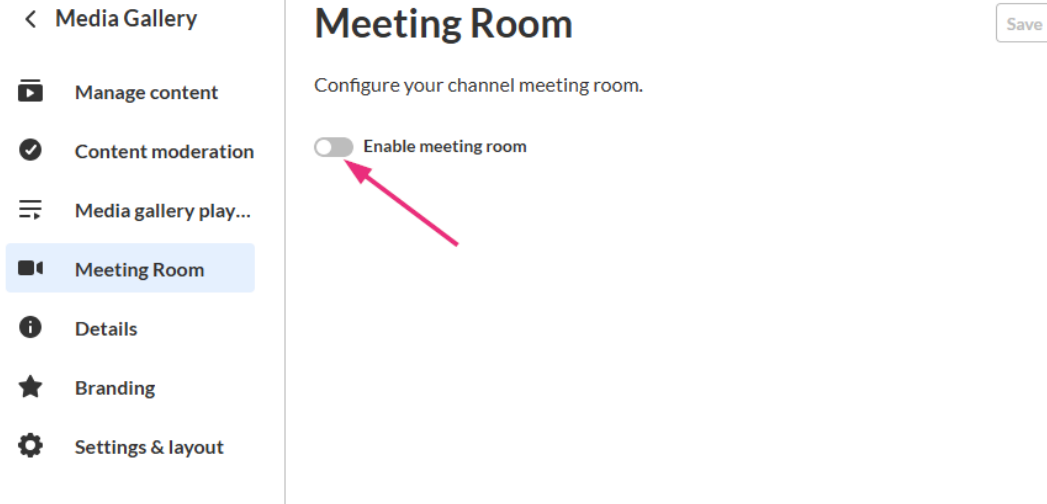 Media Gallery
Manage content
Content moderation
Media gallery play...
Meeting Room
Details
Branding
Settings & layout
Meeting Room
Save
Configure your channel meeting room.
Enable meeting room